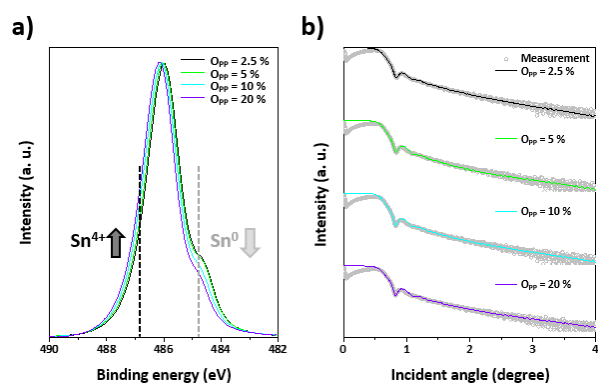 a)
Intensity (a. u.)
O_PP = 2.5 %
O_PP = 5 %
O_PP = 10 %
O_PP = 20 %
Sn⁴⁺
Sn⁰
490
488
486
484
482
Binding energy (eV)
b)
Intensity (a. u.)
Measurement
O_PP = 2.5 %
O_PP = 5 %
O_PP = 10 %
O_PP = 20 %
0
1
2
3
4
Incident angle (degree)